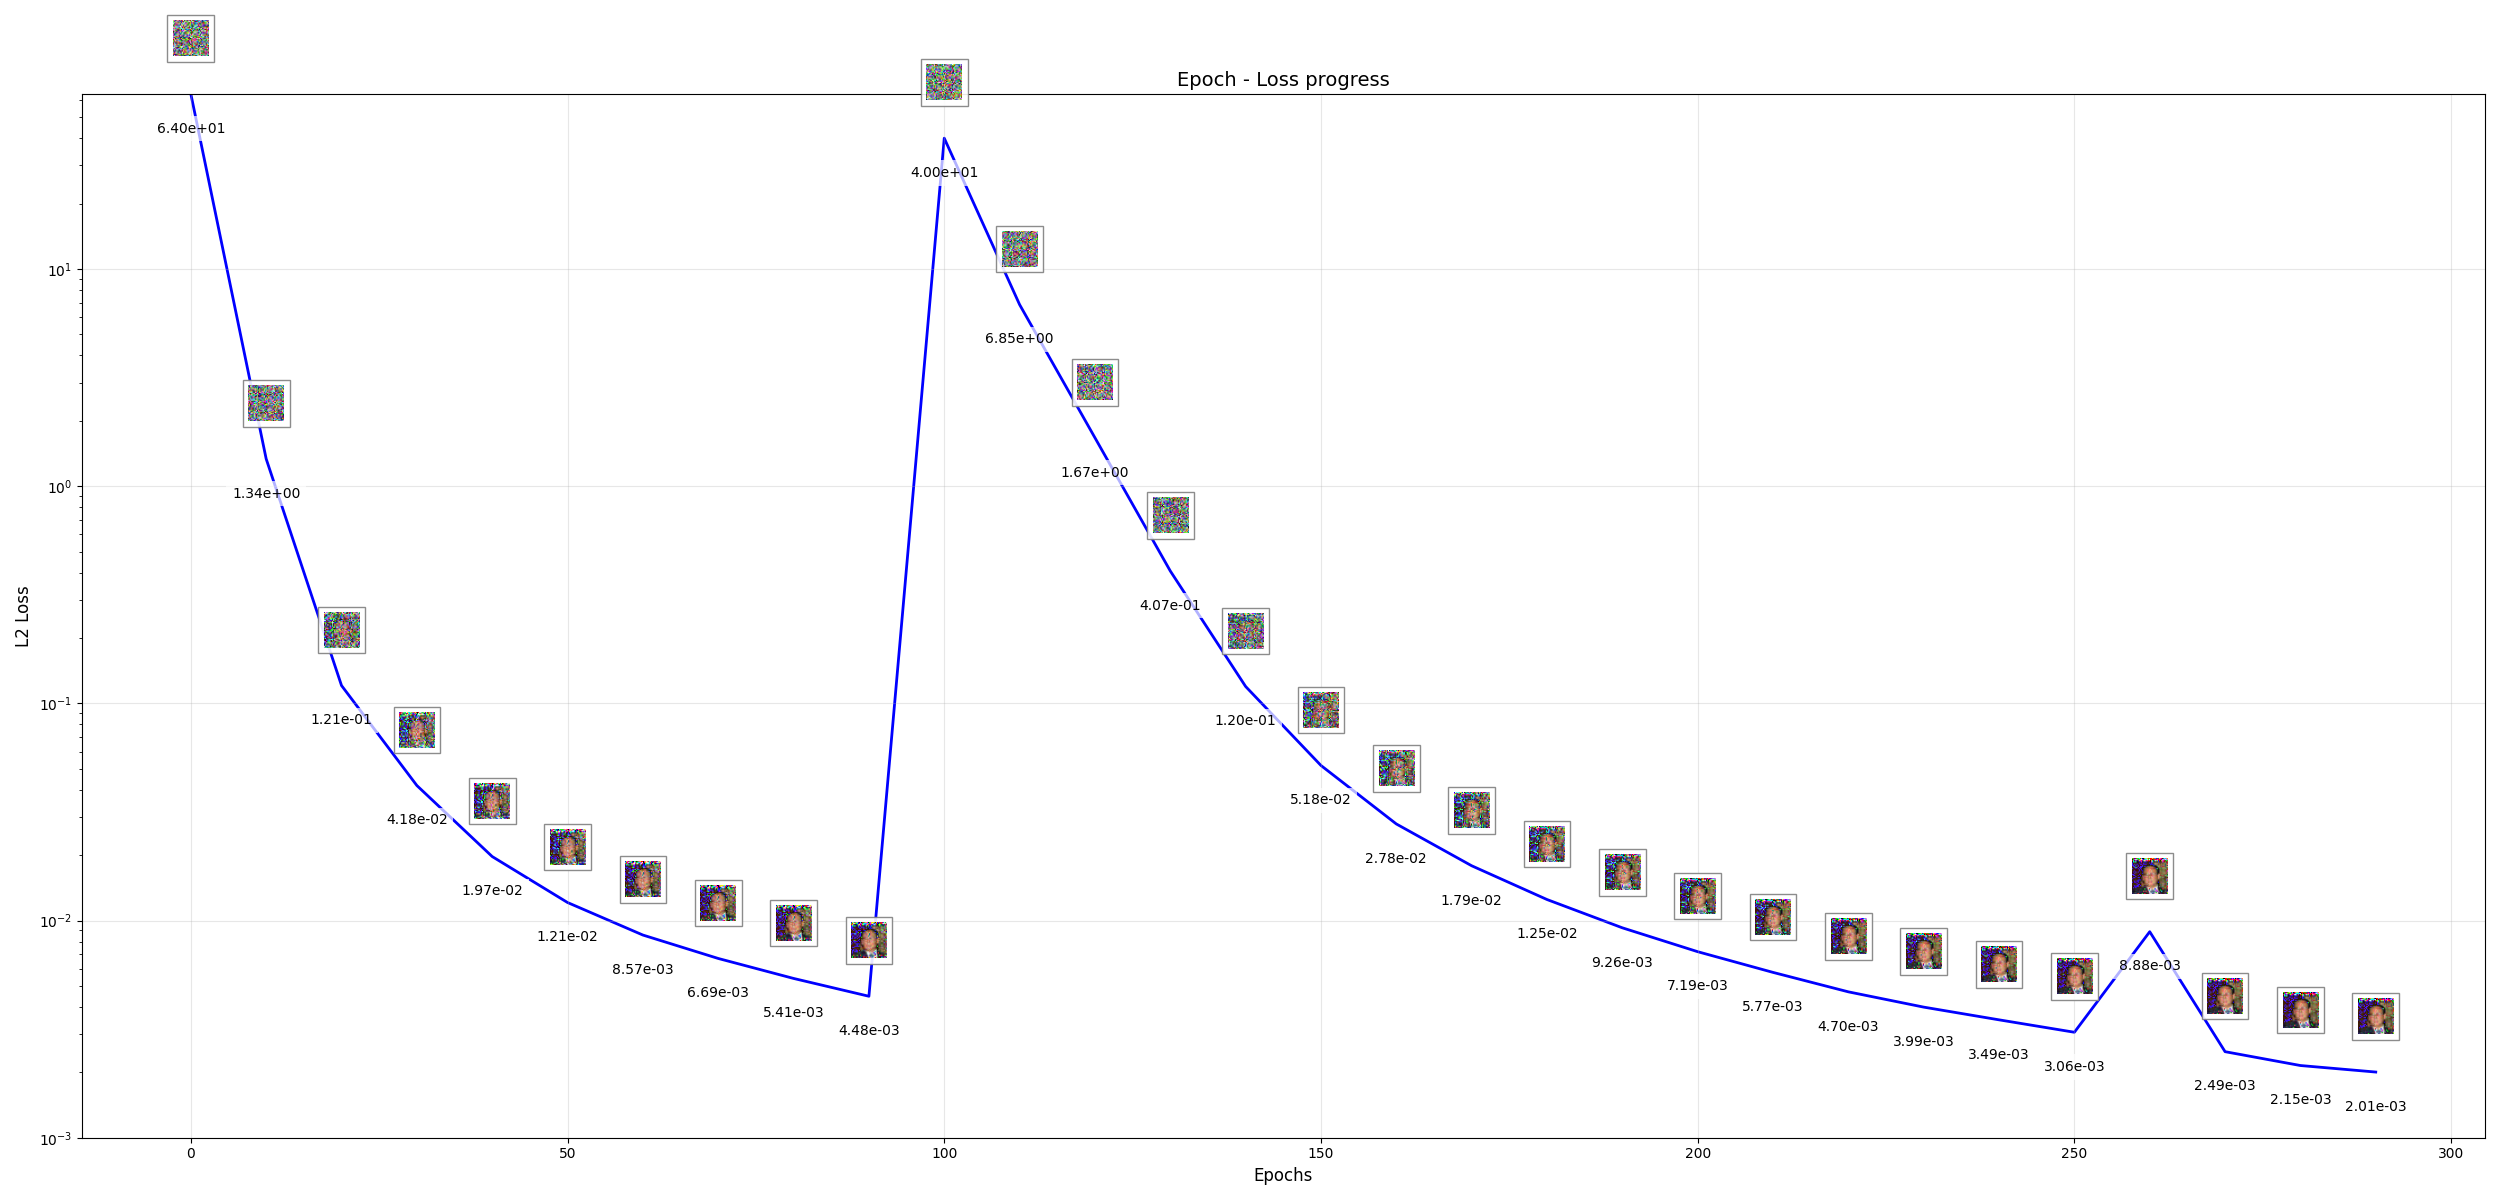 Epoch - Loss progress
6.40e+01
4.00e+01
10¹
6.85e+00
1.67e+00
10⁰
1.34e+00
4.07e-01
L2 Loss
10⁻¹
1.21e-01
1.20e-01
5.18e-02
4.18e-02
2.78e-02
1.97e-02
1.79e-02
10⁻²
1.21e-02
1.25e-02
8.57e-03
9.26e-03
8.88e-03
6.69e-03
7.19e-03
5.41e-03
5.77e-03
4.48e-03
4.70e-03
3.99e-03
3.49e-03
3.06e-03
2.49e-03
2.15e-03
2.01e-03
10⁻³
0 50 100 150 200 250 300
Epochs